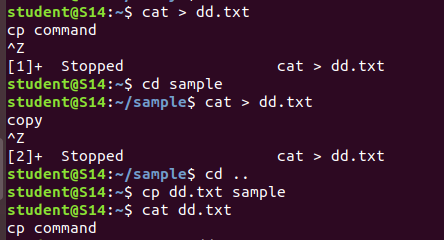 student@S14:~$ cat > dd.txt
cp command
^Z
[1]+  Stopped                 cat > dd.txt
student@S14:~$ cd sample
student@S14:~/sample$ cat > dd.txt
copy
^Z
[2]+  Stopped                 cat > dd.txt
student@S14:~/sample$ cd ..
student@S14:~$ cp dd.txt sample
student@S14:~$ cat dd.txt
cp command